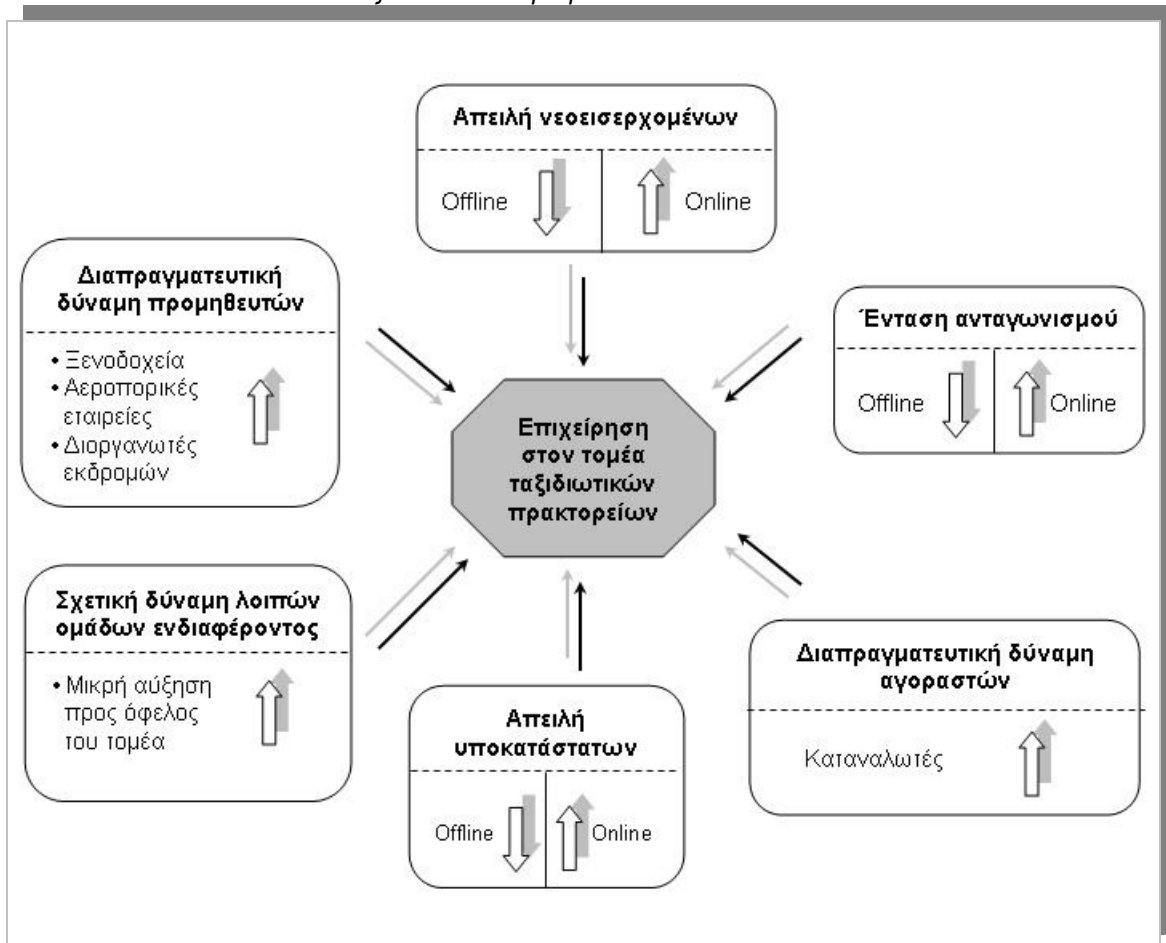 Απειλή νεοεισερχομένων
Offline
Online
Διαπραγματευτική
δύναμη προμηθευτών
• Ξενοδοχεία
• Αεροπορικές
εταιρείες
• Διοργανωτές
εκδρομών
Ένταση ανταγωνισμού
Offline
Online
Επιχείρηση
στον τομέα
ταξιδιωτικών
πρακτορείων
Σχετική δύναμη λοιπών
ομάδων ενδιαφέροντος
• Μικρή αύξηση
προς όφελος
του τομέα
Απειλή
υποκατάστατων
Offline
Online
Διαπραγματευτική δύναμη
αγοραστών
Καταναλωτές